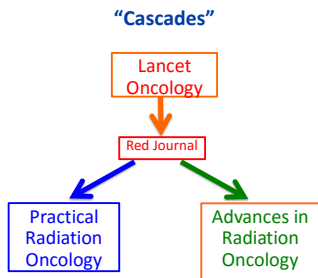 “Cascades”
Lancet
Oncology
Red Journal
Practical
Radiation
Oncology
Advances in
Radiation
Oncology